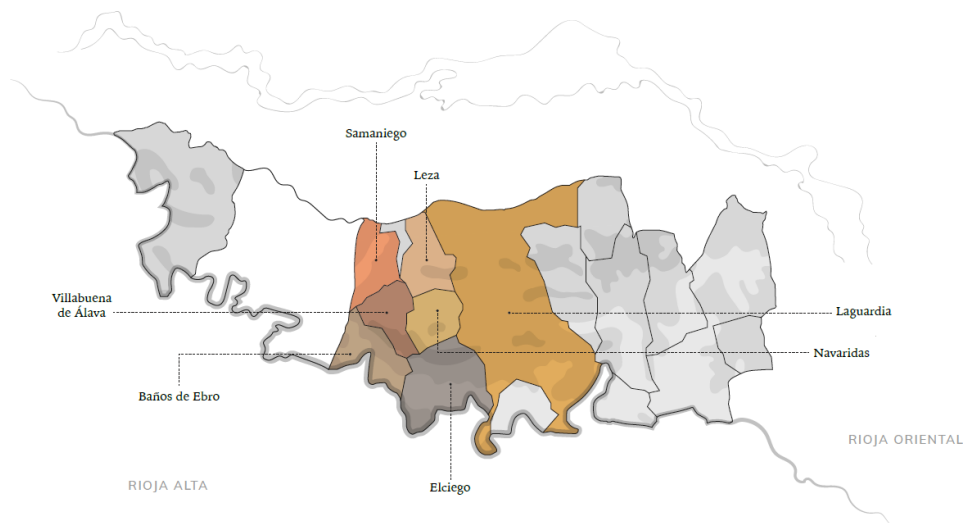 Samaniego
Leza
Villabuena
de Álava
Laguardia
Navaridas
Baños de Ebro
RIOJA ORIENTAL
RIOJA ALTA
Elciego